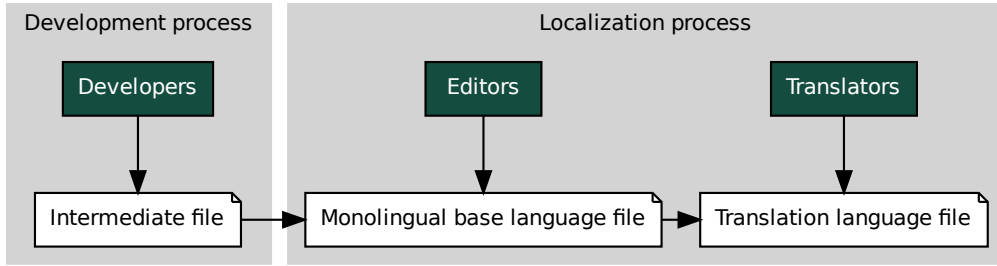 Development process
Localization process
Developers
Editors
Translators
Intermediate file
Monolingual base language file
Translation language file